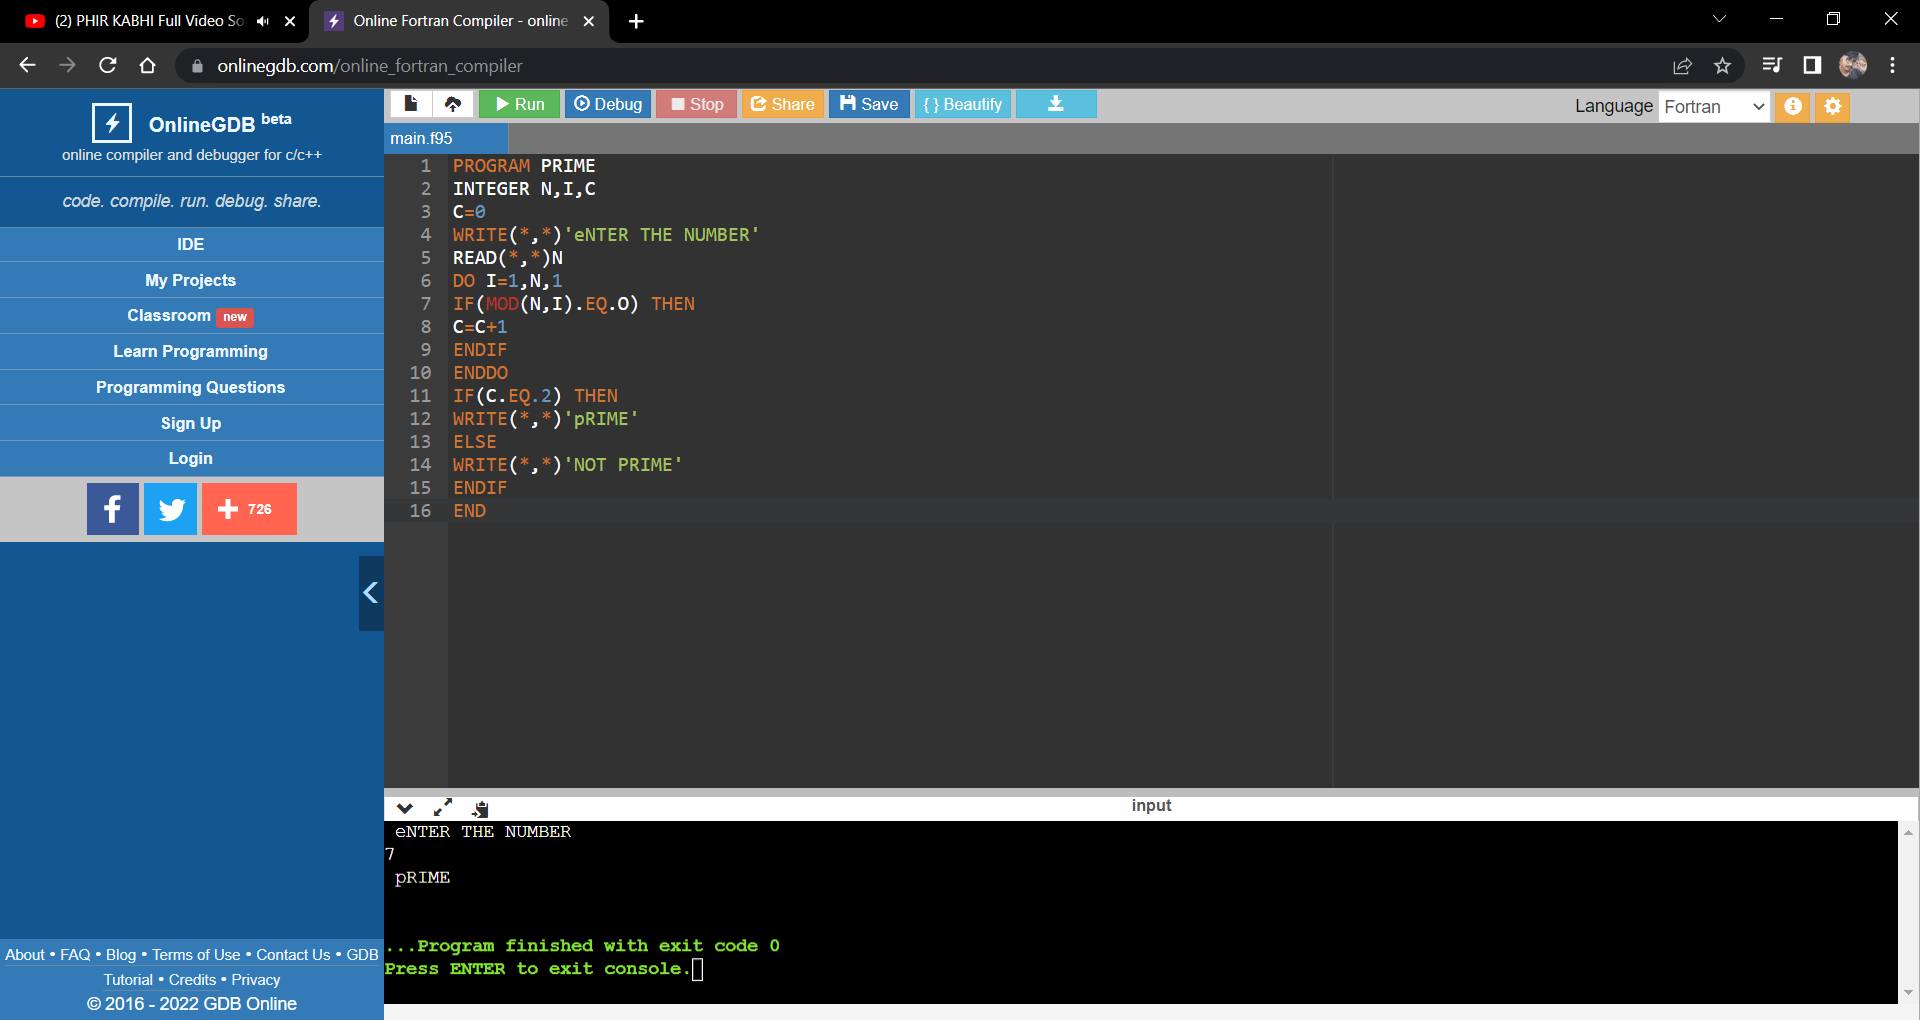 (2) PHIR KABHI Full Video So
Online Fortran Compiler - online
onlinegdb.com/online_fortran_compiler
OnlineGDB beta
online compiler and debugger for c/c++
code. compile. run. debug. share.
IDE
My Projects
Classroom new
Learn Programming
Programming Questions
Sign Up
Login
726
About • FAQ • Blog • Terms of Use • Contact Us • GDB
Tutorial • Credits • Privacy
© 2016 - 2022 GDB Online
Run Debug Stop Share Save { } Beautify
Language Fortran
main.f95
1 PROGRAM PRIME
2 INTEGER N,I,C
3 C=0
4 WRITE(*,*)'eNTER THE NUMBER'
5 READ(*,*)N
6 DO I=1,N,1
7 IF(MOD(N,I).EQ.O) THEN
8 C=C+1
9 ENDIF
10 ENDDO
11 IF(C.EQ.2) THEN
12 WRITE(*,*)'pRIME'
13 ELSE
14 WRITE(*,*)'NOT PRIME'
15 ENDIF
16 END
input
eNTER THE NUMBER
7
pRIME
...Program finished with exit code 0
Press ENTER to exit console.